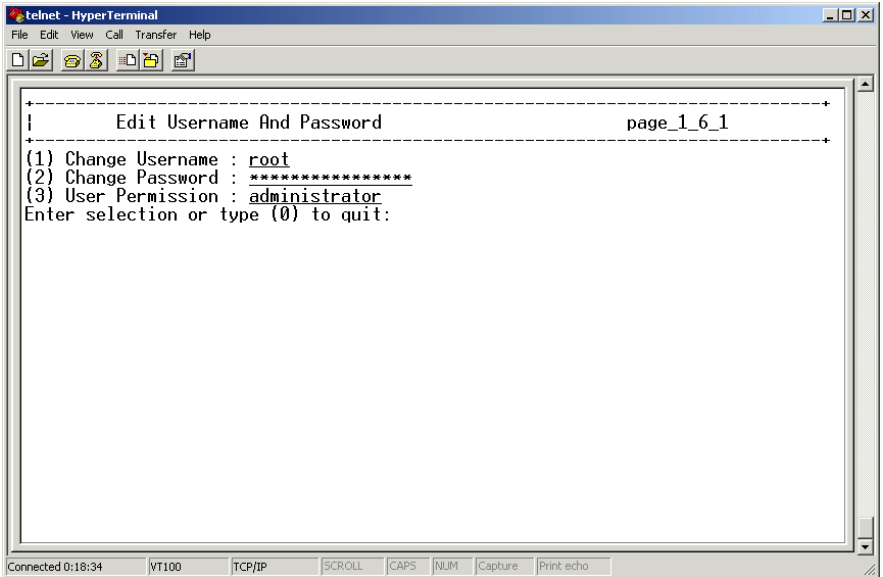 telnet - HyperTerminal
File Edit View Call Transfer Help
+-----------------------------------------------------------------------------+
| Edit Username And Password page_1_6_1
+-----------------------------------------------------------------------------+
(1) Change Username : root
(2) Change Password : ****************
(3) User Permission : administrator
Enter selection or type (0) to quit:
Connected 0:18:34 VT100 TCP/IP SCROLL CAPS NUM Capture Print echo